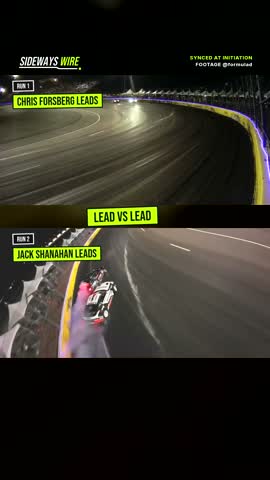 SIDEWAYS WIRE
SYNCED AT INITIATION
FOOTAGE @formulad
RUN 1
CHRIS FORSBERG LEADS
LEAD VS LEAD
RUN 2
JACK SHANAHAN LEADS